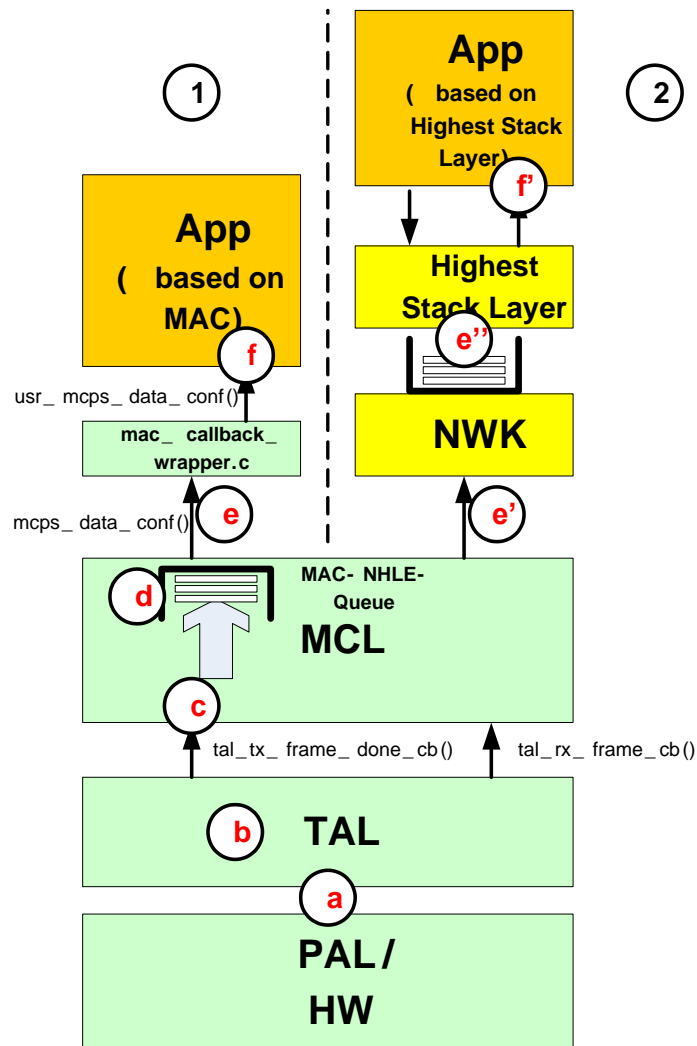 1
App
( based on
MAC)
f
usr_ mcps_ data_ conf()
mac_ callback_
wrapper.c
e
mcps_ data_ conf()
App
( based on
Highest Stack
Layer)
2
f’
Highest
Stack Layer
e’’
NWK
e’
d
MAC- NHLE-
Queue
MCL
c
tal_tx_ frame_ done_cb()
tal_rx_ frame_cb()
b
TAL
a
PAL /
HW